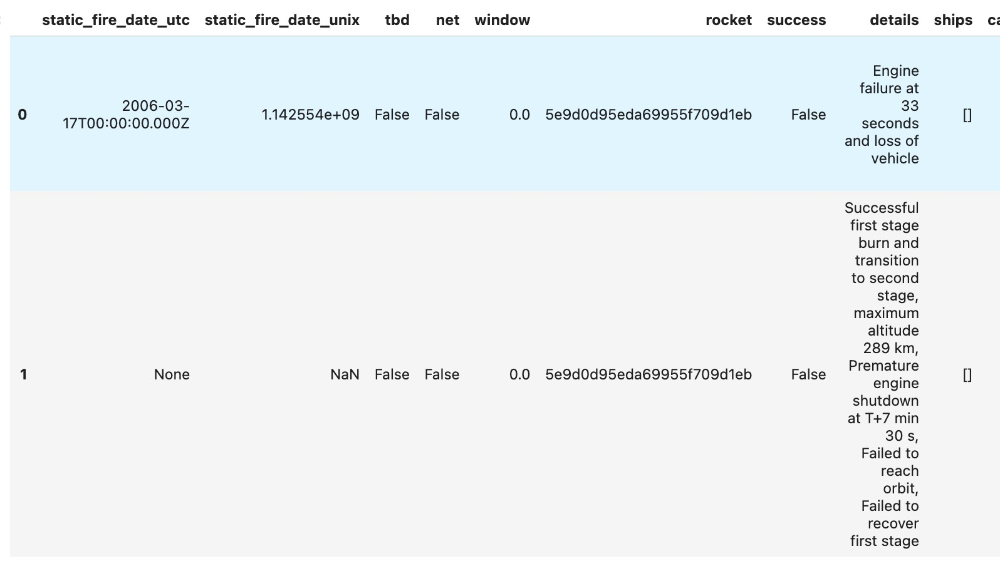 static_fire_date_utc static_fire_date_unix tbd net window rocket success details ships
0 2006-03-17T00:00:00.000Z 1.142554e+09 False False 0.0 5e9d0d95eda69955f709d1eb False Engine failure at 33 seconds and loss of vehicle []
1 None NaN False False 0.0 5e9d0d95eda69955f709d1eb False Successful first stage burn and transition to second stage, maximum altitude 289 km, Premature engine shutdown at T+7 min 30 s, Failed to reach orbit, Failed to recover first stage []